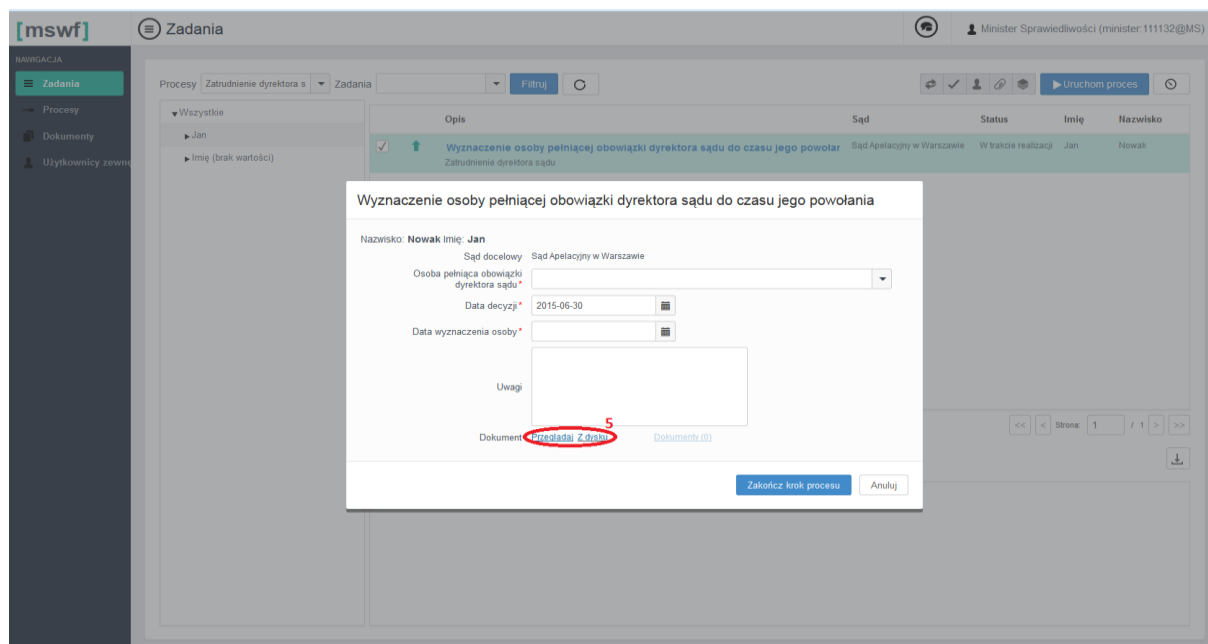 [mswf]
Zadania
Minister Sprawiedliwości (minister:111132@MS)
NAWIGACJA
Zadania
Procesy
Dokumenty
Użytkownicy zewnę
Procesy Zatrudnienie dyrektora s Zadania Filtruj Uruchom proces
Wszystkie
Jan
Imię (brak wartości)
Opis Sąd Status Imię Nazwisko
Wyznaczenie osoby pełniącej obowiązki dyrektora sądu do czasu jego powołar Sąd Apelacyjny w Warszawie W trakcie realizacji Jan Nowak
Zatrudnienie dyrektora sądu
Wyznaczenie osoby pełniącej obowiązki dyrektora sądu do czasu jego powołania
Nazwisko: Nowak Imię: Jan
Sąd docelowy Sąd Apelacyjny w Warszawie
Osoba pełniąca obowiązki
dyrektora sądu*
Data decyzji* 2015-06-30
Data wyznaczenia osoby*
Uwagi
5
Dokument Przeglądaj Z dysku Dokumenty (0)
<< < Strona: 1 / 1 > >>
Zakończ krok procesu Anuluj